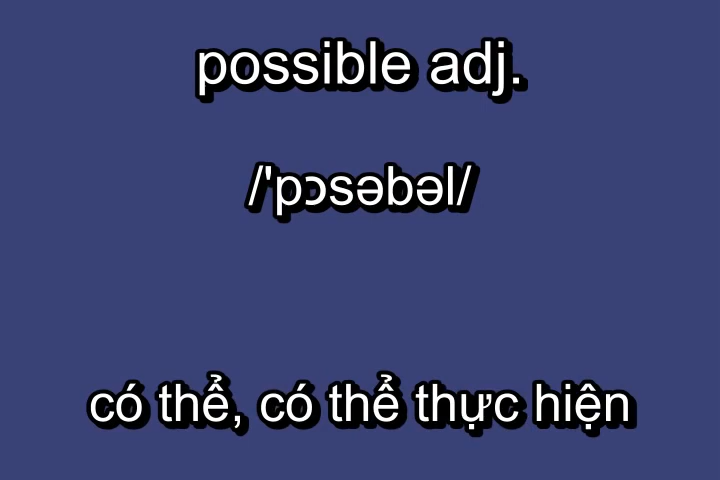 possible adj.
/'pɔsəbəl/
có thể, có thể thực hiện